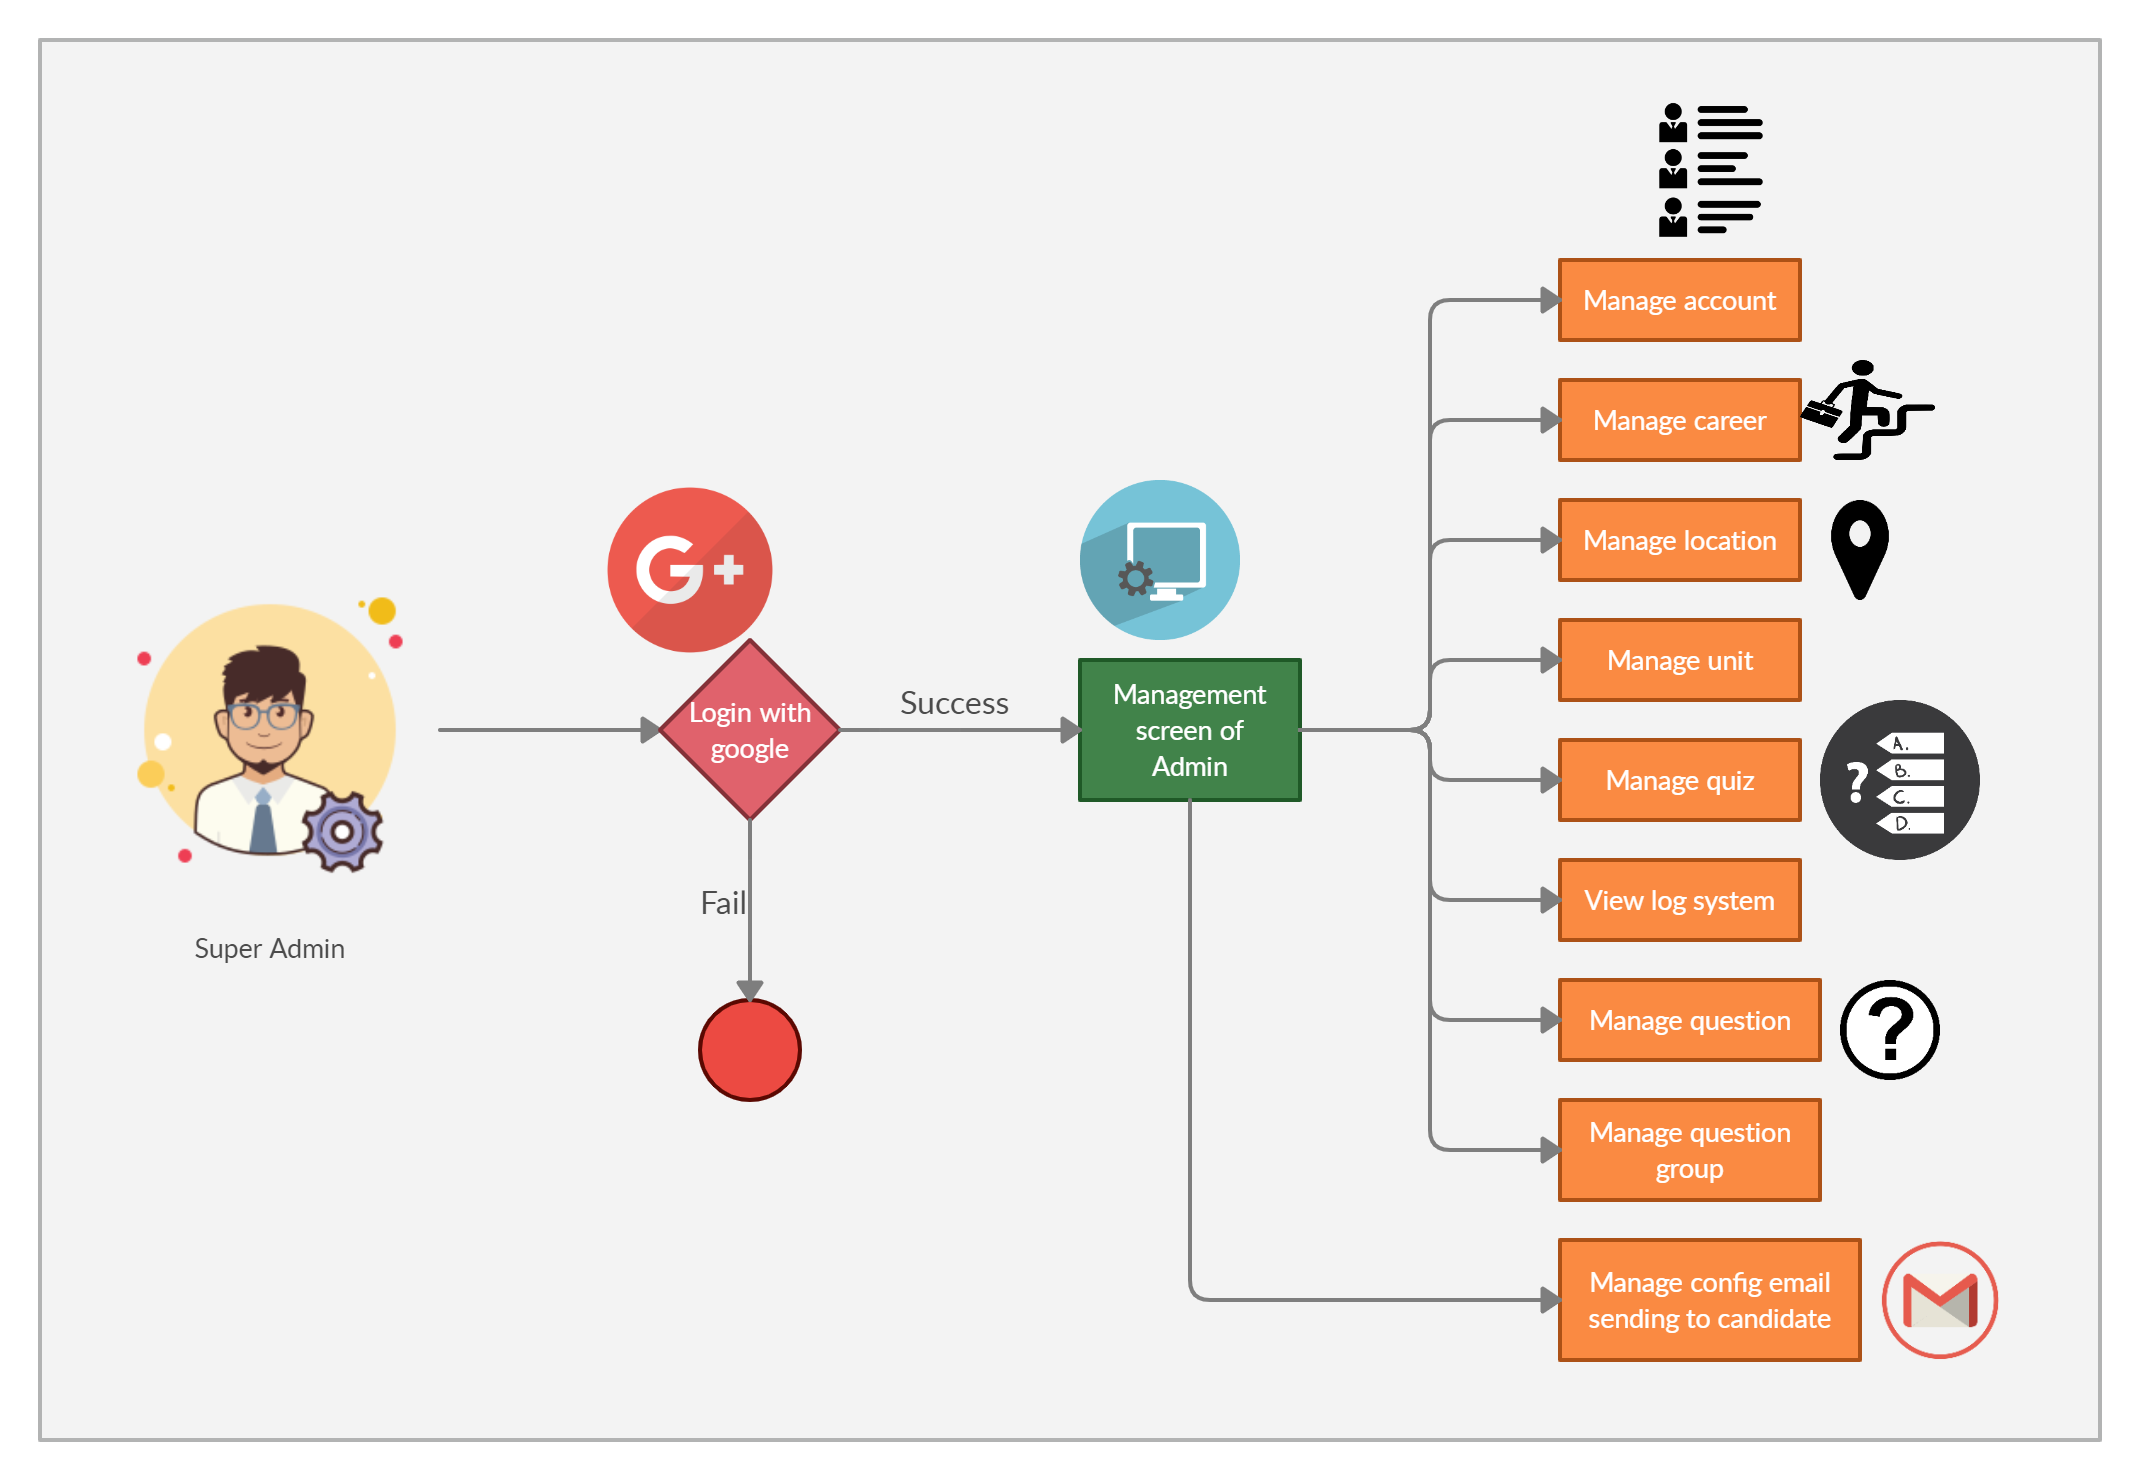 Manage account
Manage career
Manage location
G+
Manage unit
Login with
google
Success
Management
screen of
Admin
Manage quiz
?
A.
B.
C.
D.
Fail
View log system
Super Admin
Manage question
?
Manage question
group
Manage config email
sending to candidate